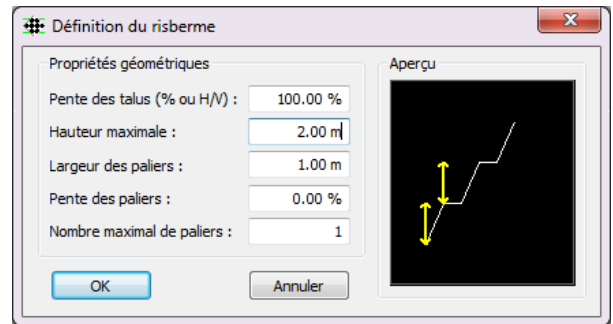 Définition du risberme
Propriétés géométriques
Pente des talus (% ou H/V) : 100.00 %
Hauteur maximale : 2.00 m
Largeur des paliers : 1.00 m
Pente des paliers : 0.00 %
Nombre maximal de paliers : 1
Aperçu
OK
Annuler